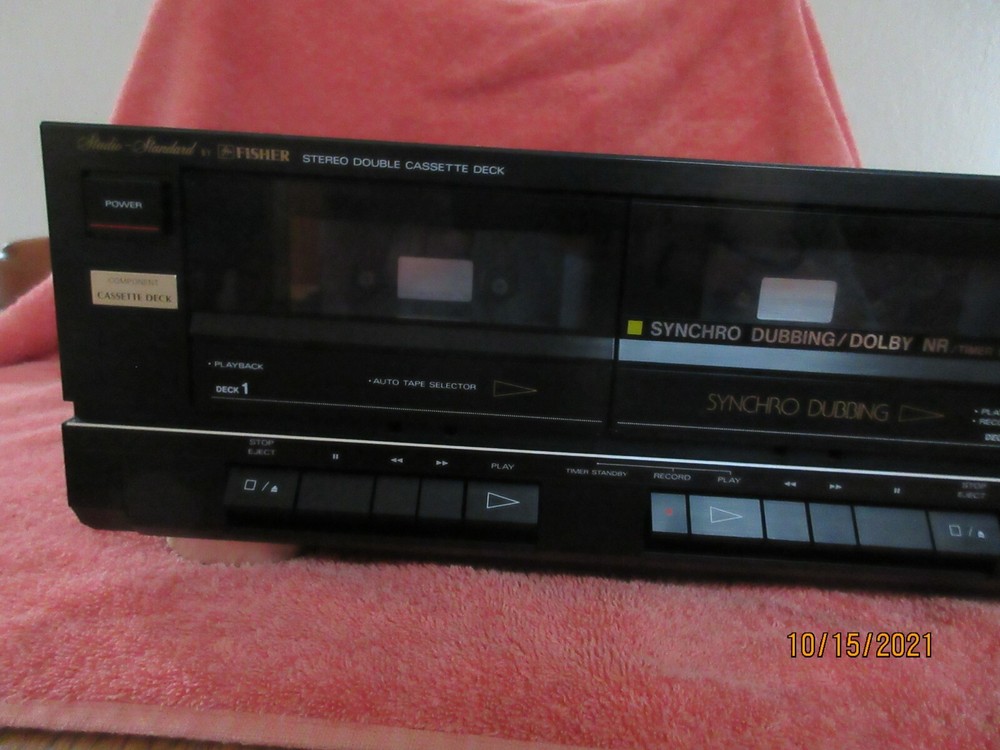 Studio-Standard BY FISHER STEREO DOUBLE CASSETTE DECK
POWER
COMPONENT
CASSETTE DECK
SYNCHRO DUBBING/DOLBY NR
• PLAYBACK
DECK 1
• AUTO TAPE SELECTOR
SYNCHRO DUBBING
STOP
EJECT
PLAY
TIMER STANDBY
RECORD
PLAY
STOP
EJECT
10/15/2021